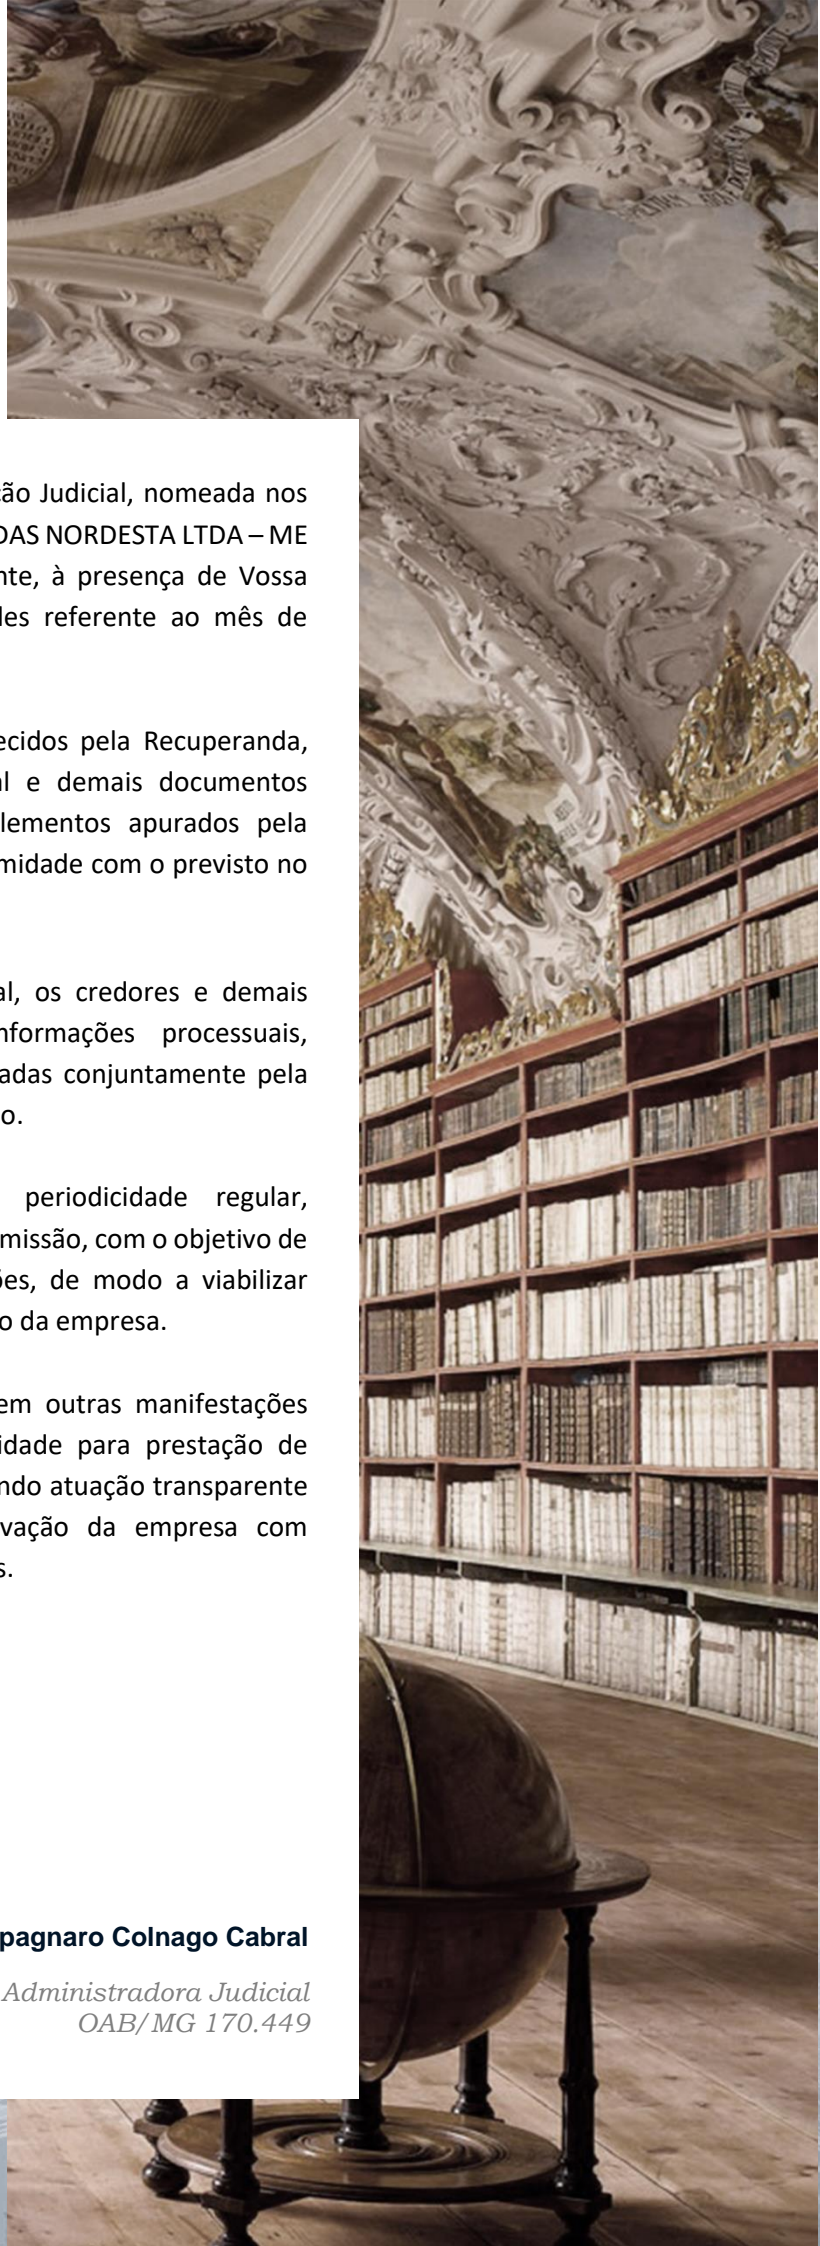 ção Judicial, nomeada nos
DAS NORDESTA LTDA – ME
nte, à presença de Vossa
des referente ao mês de
ecidos pela Recuperanda,
al e demais documentos
lementos apurados pela
midade com o previsto no
al, os credores e demais
nformações processuais,
adas conjuntamente pela
o.
periodicidade regular,
missão, com o objetivo de
ões, de modo a viabilizar
o da empresa.
em outras manifestações
idade para prestação de
ndo atuação transparente
vação da empresa com
s.
pagnaro Colnago Cabral
Administradora Judicial
OAB/MG 170.449